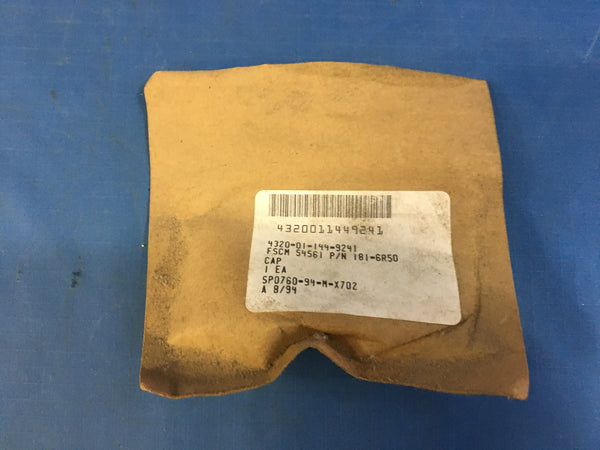 4320011449241
4320-01-144-9241
FSCM 54561 P/N 181-6R50
CAP
1 EA
SP0760-94-M-X702
A 8/94